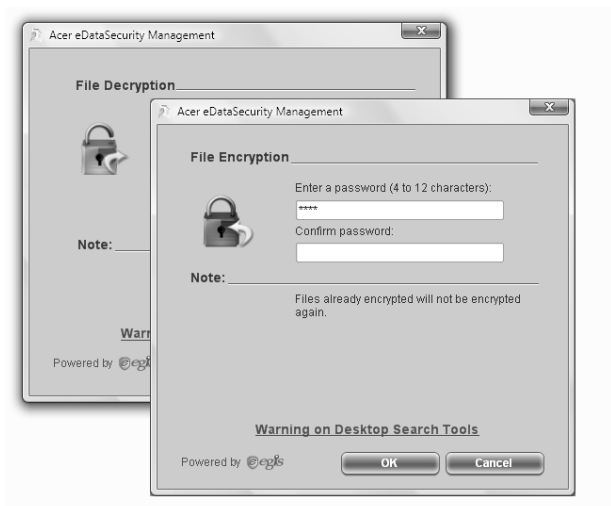 Acer eDataSecurity Management
File Decryption
Note:
Powered by egis
Acer eDataSecurity Management
File Encryption
Enter a password (4 to 12 characters):
****
Confirm password:
Note:
Files already encrypted will not be encrypted
again.
Warning on Desktop Search Tools
Powered by egis
OK
Cancel